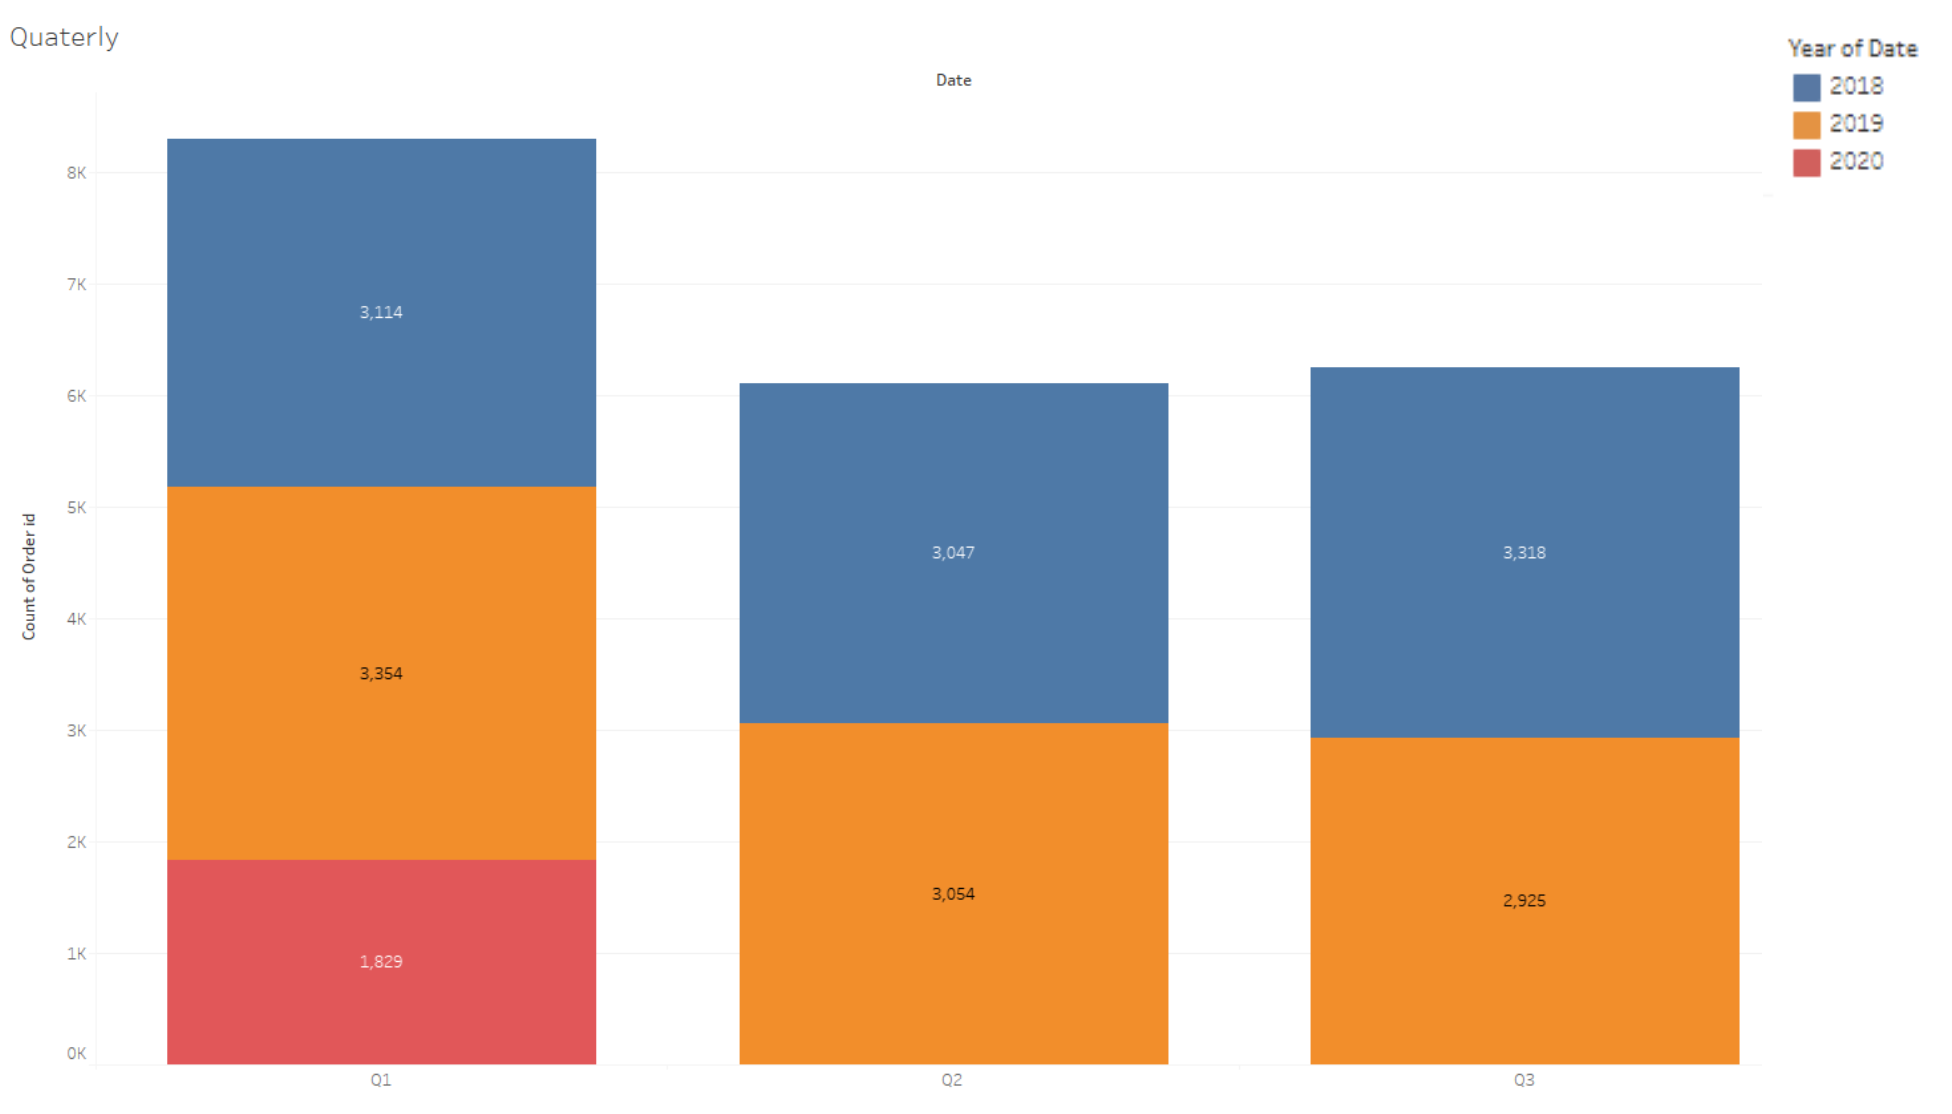 Quaterly
Date
Year of Date
2018
2019
2020
Count of Order id
8K
7K
6K
5K
4K
3K
2K
1K
0K
3,114
3,354
1,829
3,047
3,054
3,318
2,925
Q1
Q2
Q3